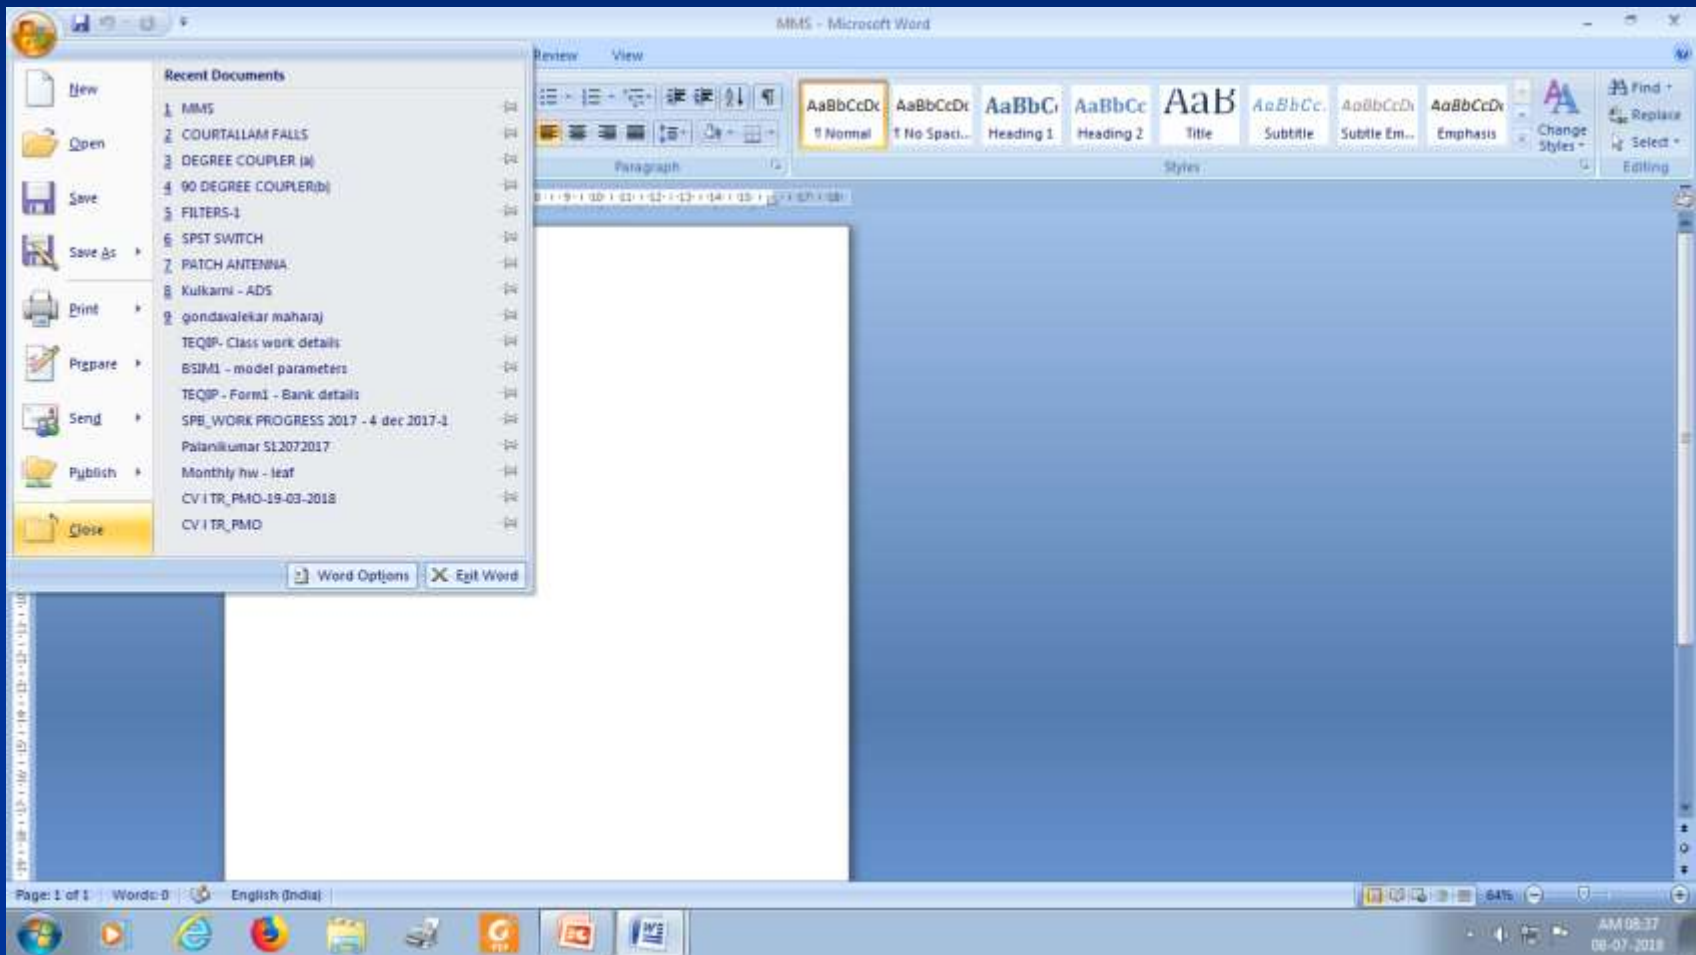 MMS - Microsoft Word
Review View
New
Open
Save
Save As
Print
Prepare
Send
Publish
Close
Recent Documents
1 MMS
2 COURTALLAM FALLS
3 DEGREE COUPLER (a)
4 90 DEGREE COUPLER(b)
5 FILTERS-1
6 SPST SWITCH
7 PATCH ANTENNA
8 Kulkarni - ADS
9 gondavalekar maharaj
TEQIP- Class work details
BSIM1 - model parameters
TEQIP - Form1 - Bank details
SPB_WORK PROGRESS 2017 - 4 dec 2017-1
Palanikumar S12072017
Monthly hw - leaf
CV I TR_PMO-19-03-2018
CV I TR_PMO
Word Options Exit Word
AaBbCcDc AaBbCcDc AaBbC AaBbCc AaB AaBbCc. AaBbCcDc AaBbCcDc
¶ Normal ¶ No Spaci... Heading 1 Heading 2 Title Subtitle Subtle Em... Emphasis
Change Styles
Find
Replace
Select
Paragraph Styles Editing
Page: 1 of 1 Words: 0 English (India) 64%
AM 08:37
08-07-2018